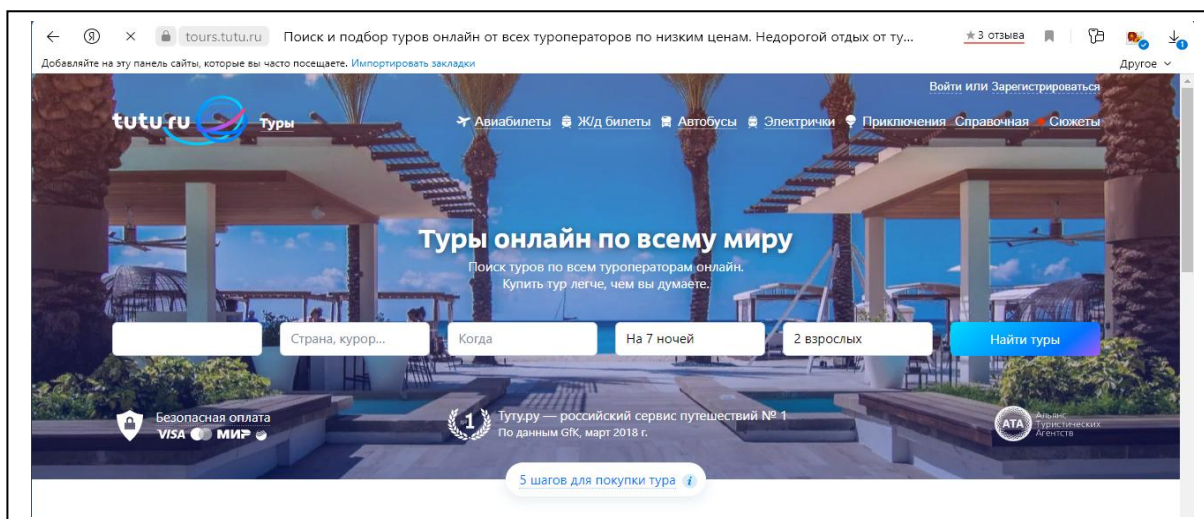 tours.tutu.ru Поиск и подбор туров онлайн от всех туроператоров по низким ценам. Недорогой отдых от ту... ★ 3 отзыва
Добавляйте на эту панель сайты, которые вы часто посещаете. Импортировать закладки Другое
Войти или Зарегистрироваться
tutu.ru Туры Авиабилеты Ж/д билеты Автобусы Электрички Приключения Справочная Сюжеты
Туры онлайн по всему миру
Поиск туров по всем туроператорам онлайн.
Купить тур легче, чем вы думаете.
Страна, курор... Когда На 7 ночей 2 взрослых Найти туры
Безопасная оплата
VISA МИР
1 Туту.ру — российский сервис путешествий № 1
По данным GfK, март 2018 г.
АТА Альянс
Туристических
Агентств
5 шагов для покупки тура i